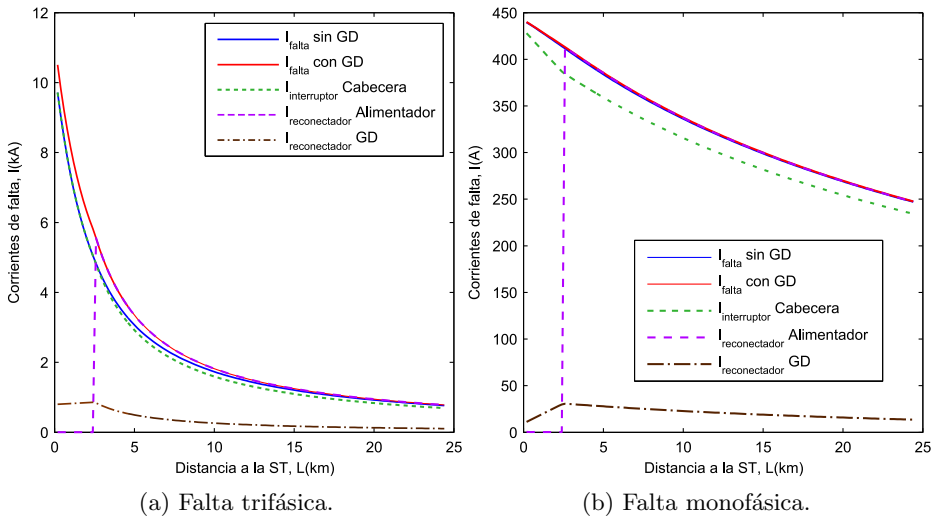 12
10
8
6
4
2
0
0
5
10
15
20
25
Corrientes de falta, I(kA)
Distancia a la ST, L(km)
I falta sin GD
I falta con GD
I interruptor Cabecera
I reconectador Alimentador
I reconectador GD
(a) Falta trifásica.
450
400
350
300
250
200
150
100
50
0
0
5
10
15
20
25
Corrientes de falta, I(A)
Distancia a la ST, L(km)
I falta sin GD
I falta con GD
I interruptor Cabecera
I reconectador Alimentador
I reconectador GD
(b) Falta monofásica.